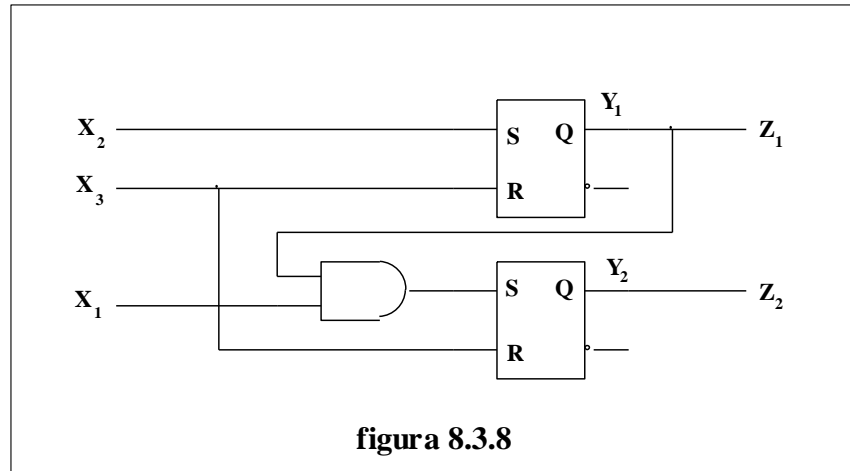 Y₁
X₂ S Q Z₁
X₃ R
Y₂
X₁ S Q Z₂
R
figura 8.3.8